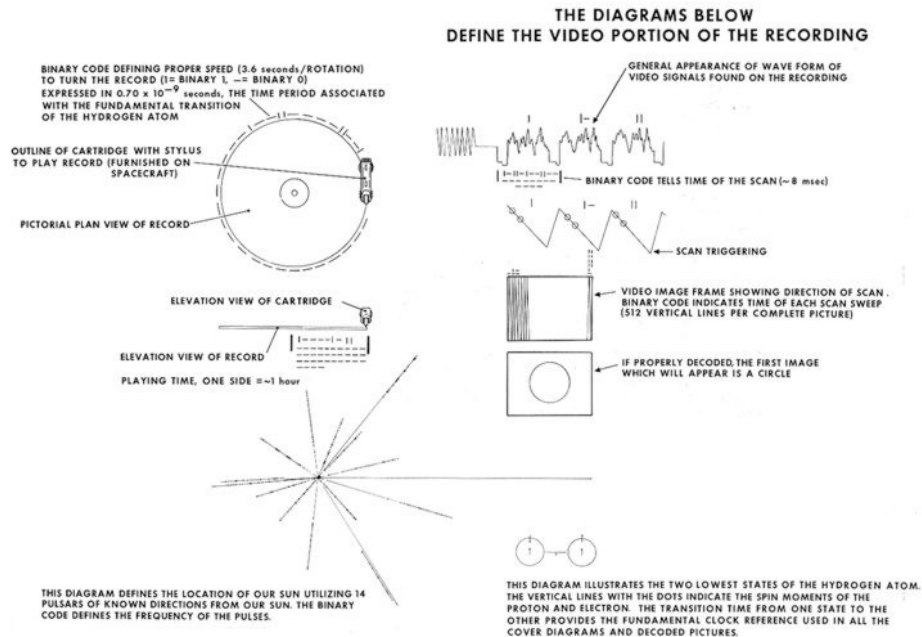 THE DIAGRAMS BELOW
DEFINE THE VIDEO PORTION OF THE RECORDING
BINARY CODE DEFINING PROPER SPEED (3.6 seconds/ROTATION)
TO TURN THE RECORD (1= BINARY 1, —= BINARY 0)
EXPRESSED IN 0.70 x 10⁻⁹ seconds, THE TIME PERIOD ASSOCIATED
WITH THE FUNDAMENTAL TRANSITION
OF THE HYDROGEN ATOM
OUTLINE OF CARTRIDGE WITH STYLUS
TO PLAY RECORD (FURNISHED ON
SPACECRAFT)
PICTORIAL PLAN VIEW OF RECORD
ELEVATION VIEW OF CARTRIDGE
ELEVATION VIEW OF RECORD
PLAYING TIME, ONE SIDE =~1 hour
THIS DIAGRAM DEFINES THE LOCATION OF OUR SUN UTILIZING 14
PULSARS OF KNOWN DIRECTIONS FROM OUR SUN. THE BINARY
CODE DEFINES THE FREQUENCY OF THE PULSES.
GENERAL APPEARANCE OF WAVE FORM OF
VIDEO SIGNALS FOUND ON THE RECORDING
BINARY CODE TELLS TIME OF THE SCAN (~ 8 msec)
SCAN TRIGGERING
VIDEO IMAGE FRAME SHOWING DIRECTION OF SCAN.
BINARY CODE INDICATES TIME OF EACH SCAN SWEEP
(512 VERTICAL LINES PER COMPLETE PICTURE)
IF PROPERLY DECODED, THE FIRST IMAGE
WHICH WILL APPEAR IS A CIRCLE
THIS DIAGRAM ILLUSTRATES THE TWO LOWEST STATES OF THE HYDROGEN ATOM.
THE VERTICAL LINES WITH THE DOTS INDICATE THE SPIN MOMENTS OF THE
PROTON AND ELECTRON. THE TRANSITION TIME FROM ONE STATE TO THE
OTHER PROVIDES THE FUNDAMENTAL CLOCK REFERENCE USED IN ALL THE
COVER DIAGRAMS AND DECODED PICTURES.